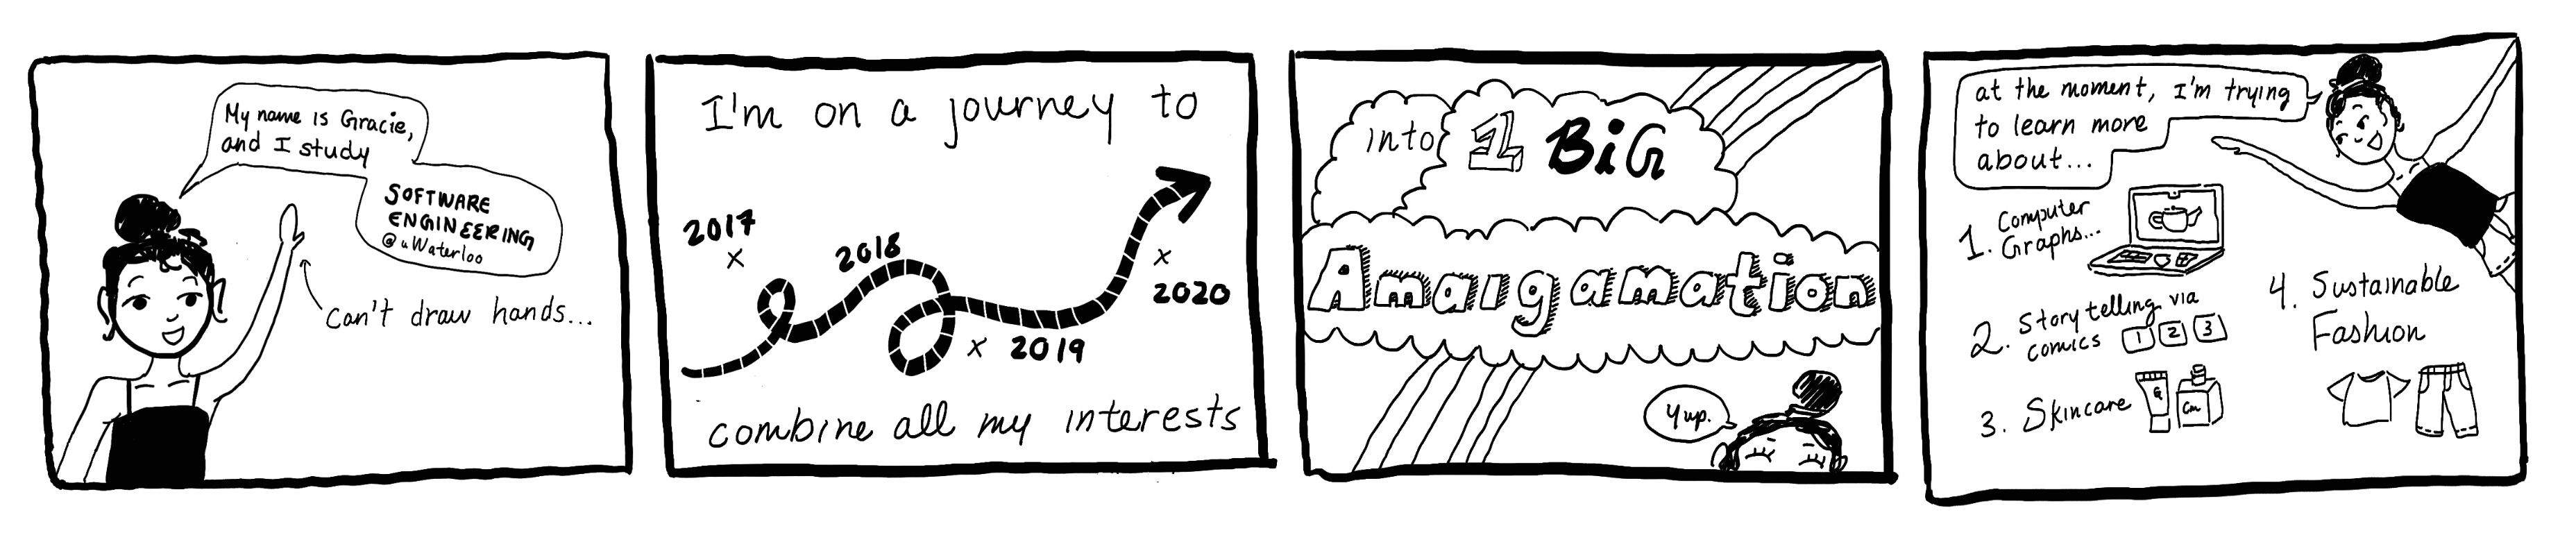 My name is Gracie,
and I study
SOFTWARE
ENGINEERING
@uWaterloo
can't draw hands...
I'm on a journey to
2017
x
2018
x
2019
x
2020
combine all my interests
into 1 BiG
Amalgamation
Yup.
at the moment, I'm trying
to learn more
about...
1. Computer
Graphs...
2. Storytelling via
comics 1 2 3
3. Skincare
G
Cm
4. Sustainable
Fashion